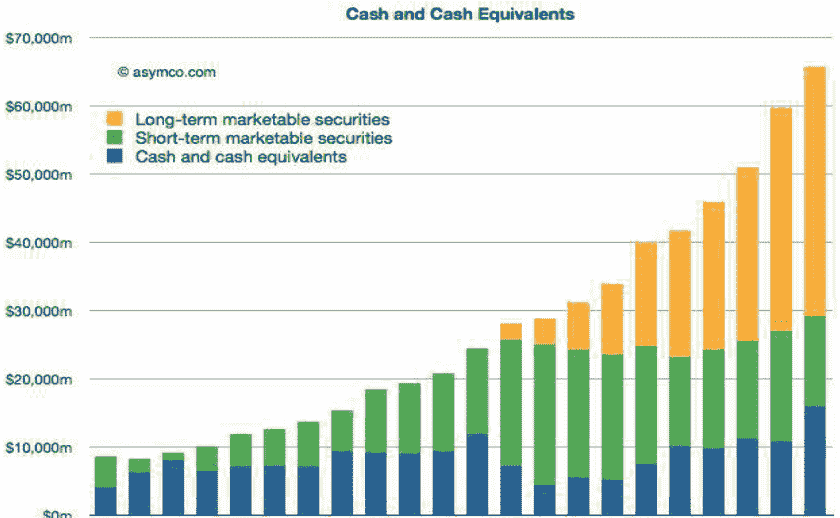 Cash and Cash Equivalents
$70,000m
© asymco.com
$60,000m
Long-term marketable securities
Short-term marketable securities
Cash and cash equivalents
$50,000m
$40,000m
$30,000m
$20,000m
$10,000m
$0m